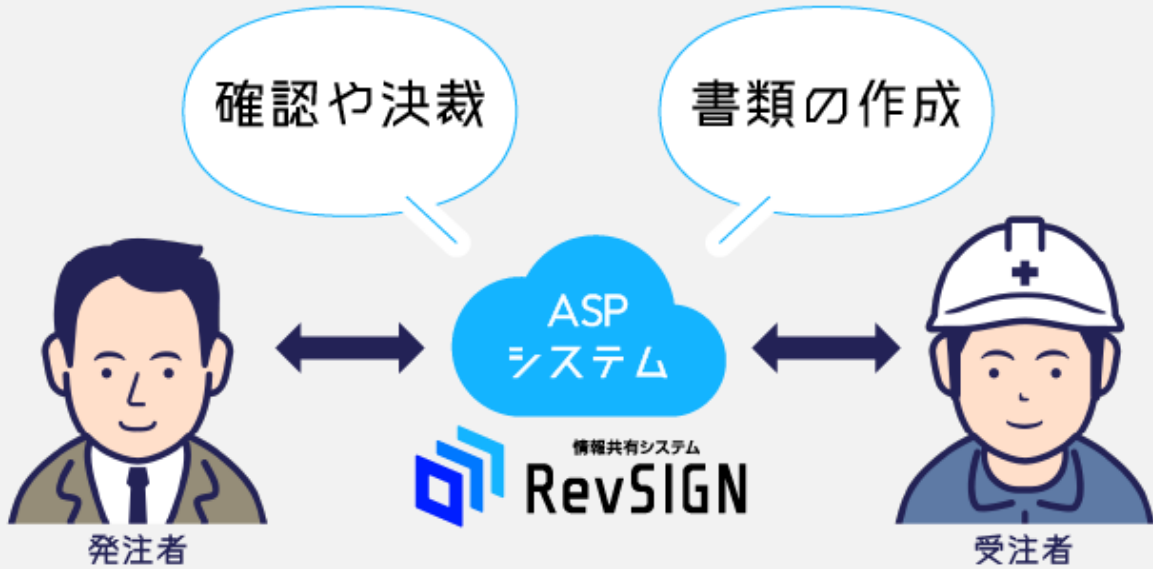 確認や決裁
書類の作成
ASP
システム
情報共有システム
RevSIGN
発注者
受注者